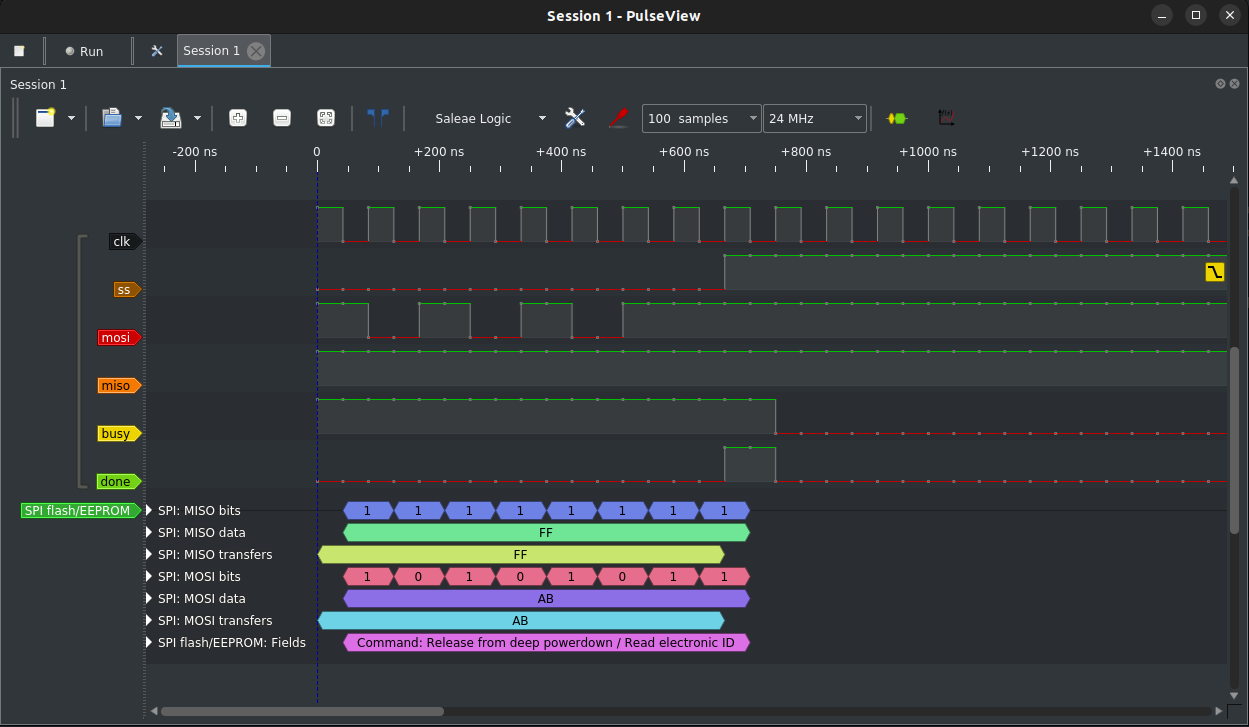 Session 1 - PulseView
Run
Session 1
Session 1
Saleae Logic
100 samples
24 MHz
-200 ns 0 +200 ns +400 ns +600 ns +800 ns +1000 ns +1200 ns +1400 ns
clk
ss
mosi
miso
busy
done
SPI flash/EEPROM
SPI: MISO bits 1 1 1 1 1 1 1 1
SPI: MISO data FF
SPI: MISO transfers FF
SPI: MOSI bits 1 0 1 0 1 0 1 1
SPI: MOSI data AB
SPI: MOSI transfers AB
SPI flash/EEPROM: Fields Command: Release from deep powerdown / Read electronic ID